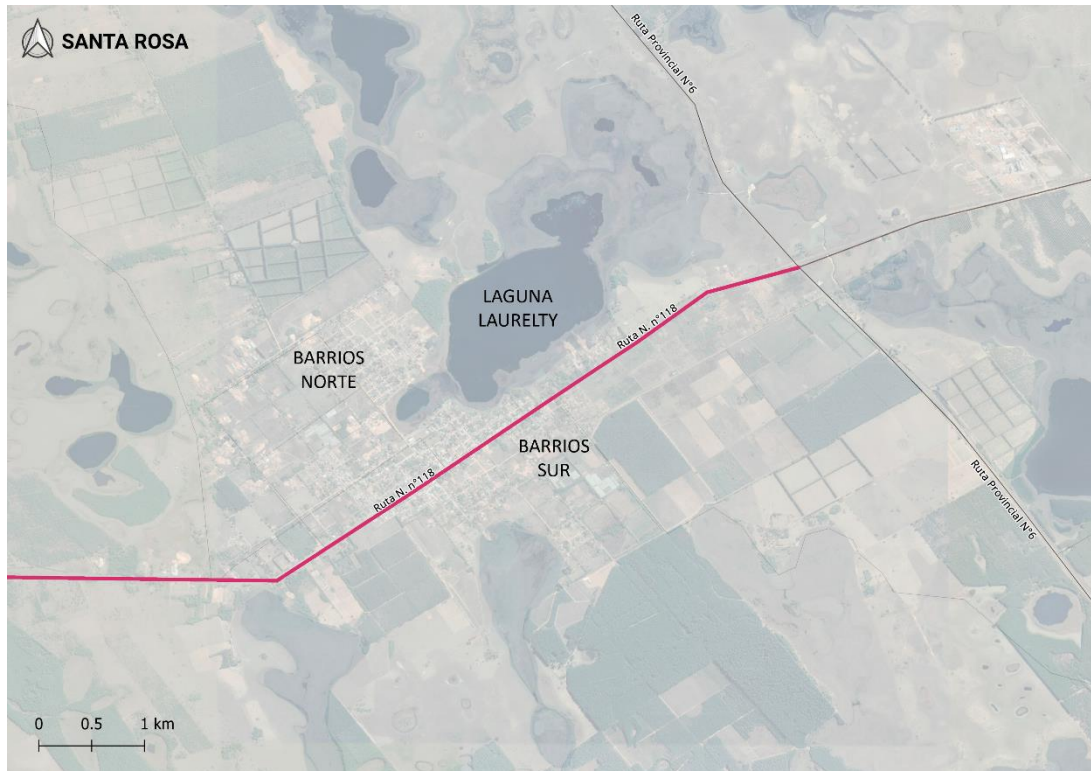 SANTA ROSA
Ruta Provincial N°6
LAGUNA
LAURELTY
Ruta N. n°118
BARRIOS
NORTE
BARRIOS
SUR
Ruta N. n°118
Ruta Provincial N°6
0 0.5 1 km